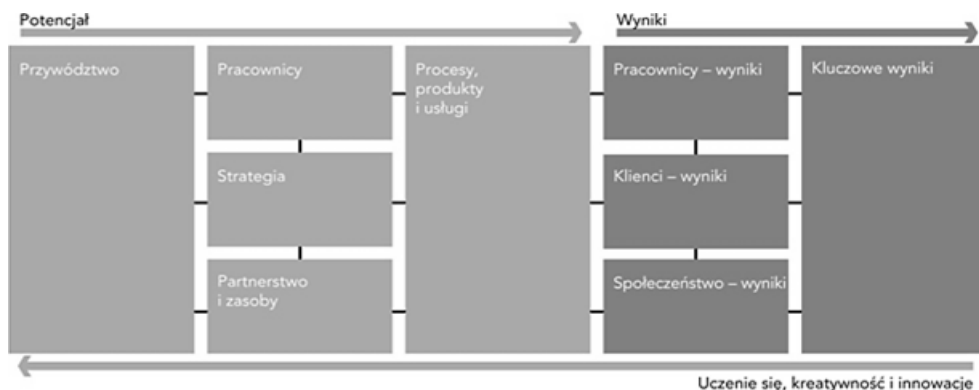 Potencjał
Wyniki
Przywództwo
Pracownicy
Procesy,
produkty
i usługi
Pracownicy – wyniki
Kluczowe wyniki
Strategia
Klienci – wyniki
Partnerstwo
i zasoby
Społeczeństwo – wyniki
Uczenie się, kreatywność i innowacje